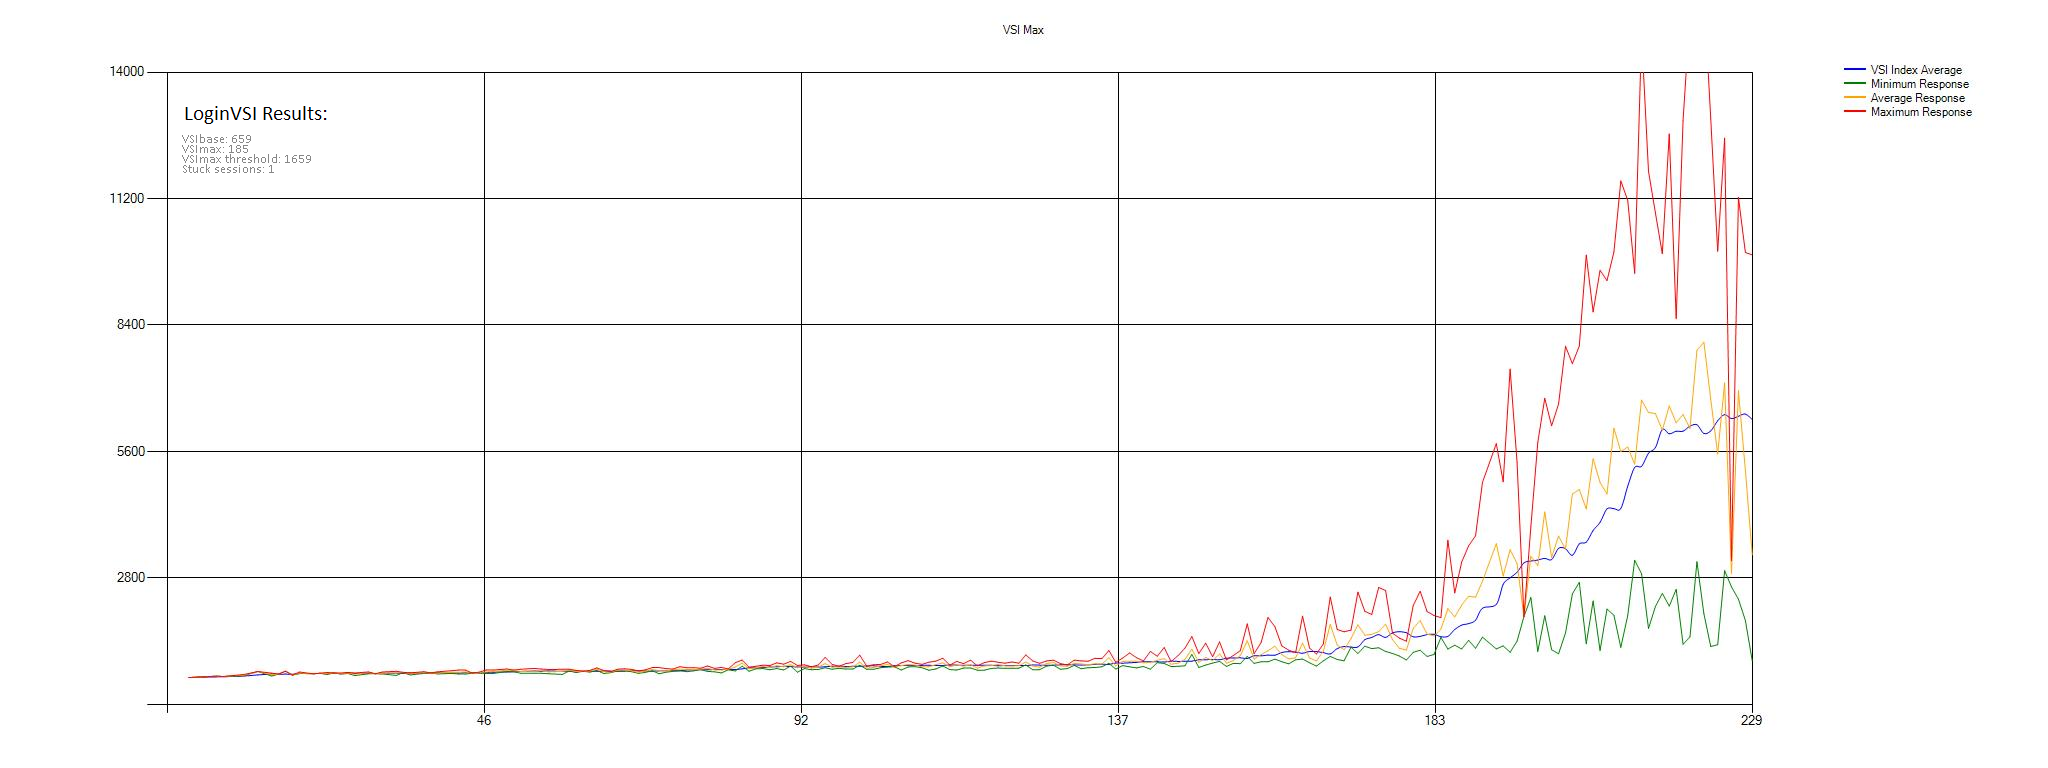 VSI Max
14000
11200
8400
5600
2800
LoginVSI Results:
VSIbase: 659
VSImax: 185
VSImax threshold: 1659
Stuck sessions: 1
46
92
137
183
229
VSI Index Average
Minimum Response
Average Response
Maximum Response